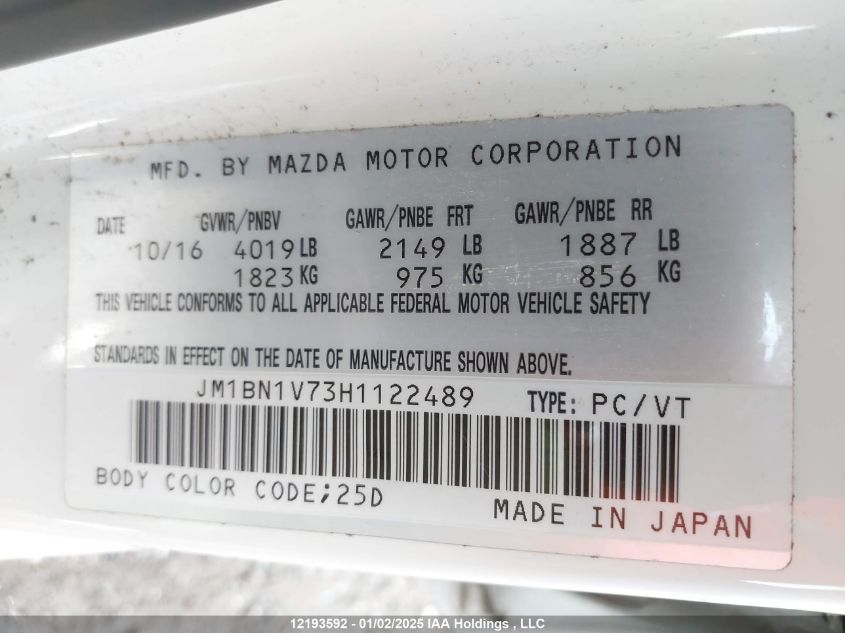 MFD. BY MAZDA MOTOR CORPORATION
DATE GVWR/PNBV GAWR/PNBE FRT GAWR/PNBE RR
10/16 4019 LB 2149 LB 1887 LB
1823 KG 975 KG 856 KG
THIS VEHICLE CONFORMS TO ALL APPLICABLE FEDERAL MOTOR VEHICLE SAFETY
STANDARDS IN EFFECT ON THE DATE OF MANUFACTURE SHOWN ABOVE.
JM1BN1V73H1122489 TYPE: PC/VT
BODY COLOR CODE;25D
MADE IN JAPAN
12193592 - 01/02/2025 IAA Holdings , LLC